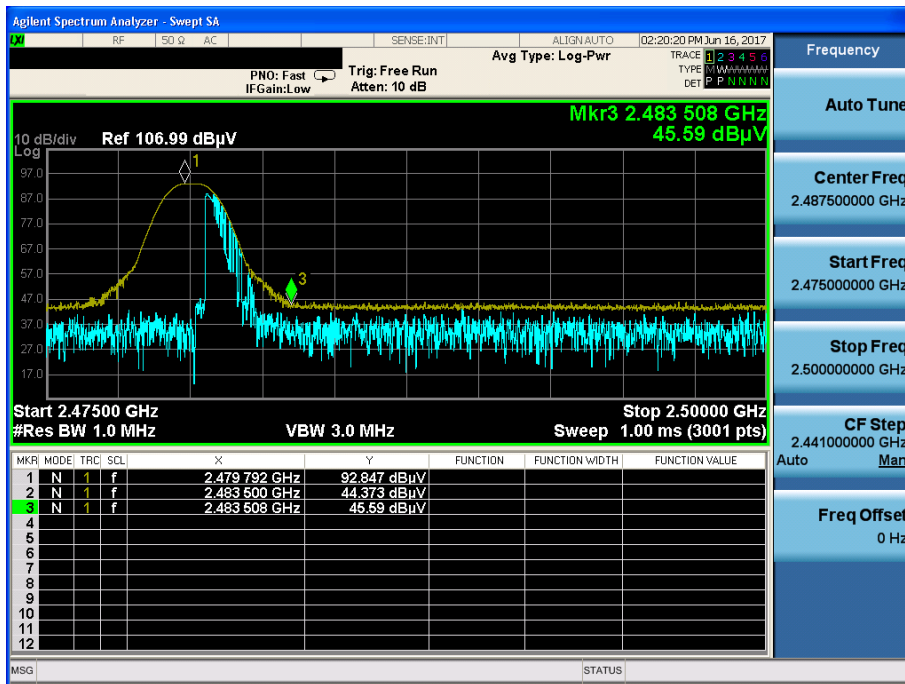 Agilent Spectrum Analyzer - Swept SA
LXI RF 50 Ω AC SENSE:INT ALIGN AUTO 02:20:20 PM Jun 16, 2017
Frequency
PNO: Fast Trig: Free Run Avg Type: Log-Pwr TRACE 1 2 3 4 5 6
IFGain:Low Atten: 10 dB TYPE M W
DET P P N N N N
Auto Tune
Mkr3 2.483 508 GHz
45.59 dBµV
10 dB/div Ref 106.99 dBµV
Log
97.0
87.0
77.0
67.0
57.0
47.0
37.0
27.0
17.0
1
3
Center Freq
2.487500000 GHz
Start Freq
2.475000000 GHz
Stop Freq
2.500000000 GHz
Start 2.47500 GHz Stop 2.50000 GHz
#Res BW 1.0 MHz VBW 3.0 MHz Sweep 1.00 ms (3001 pts)
CF Step
2.441000000 GHz
Auto Man
MKR MODE TRC SCL X Y FUNCTION FUNCTION WIDTH FUNCTION VALUE
1 N 1 f 2.479 792 GHz 92.847 dBµV
2 N 1 f 2.483 500 GHz 44.373 dBµV
3 N 1 f 2.483 508 GHz 45.59 dBµV
4
5
6
7
8
9
10
11
12
Freq Offset
0 Hz
MSG STATUS